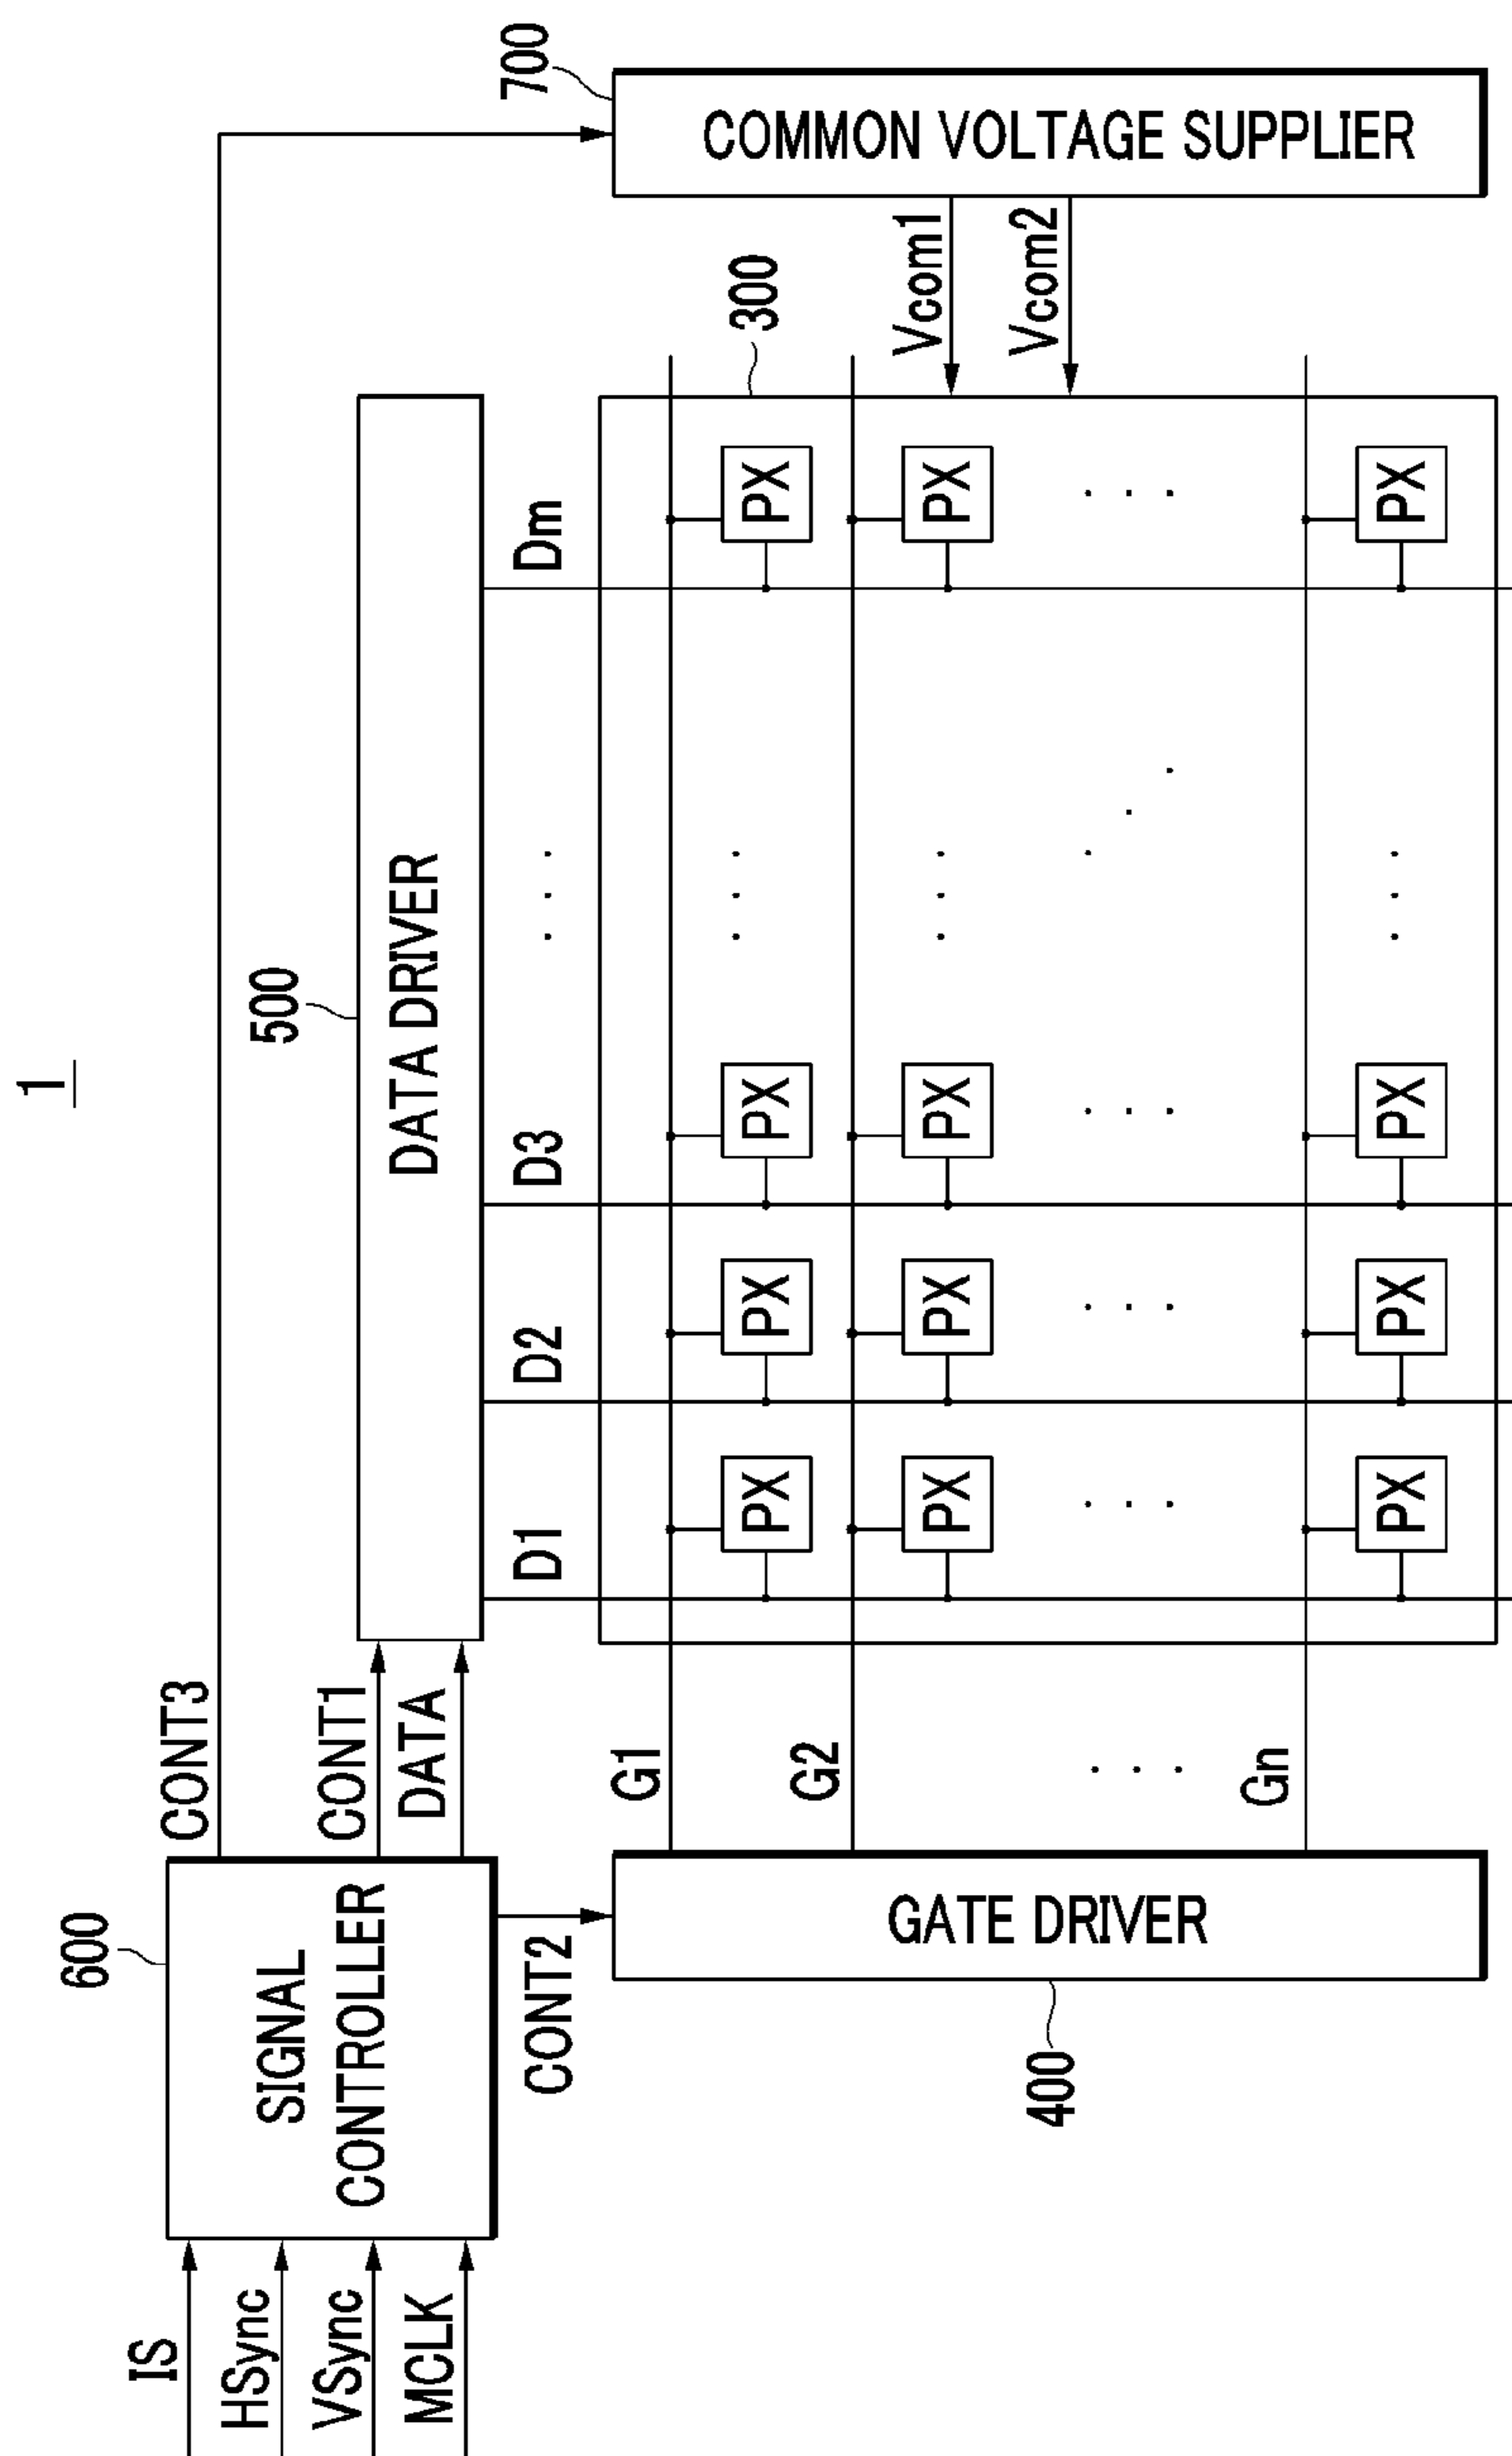 1
IS
HSync
VSync
MCLK
600
SIGNAL
CONTROLLER
CONT3
CONT1
DATA
CONT2
500
DATA DRIVER
700
COMMON VOLTAGE SUPPLIER
D1
D2
D3
. . .
Dm
300
Vcom1
Vcom2
G1
PX PX PX . . . PX
G2
PX PX PX . . . PX
. . .
Gn
PX PX PX . . . PX
GATE DRIVER
400